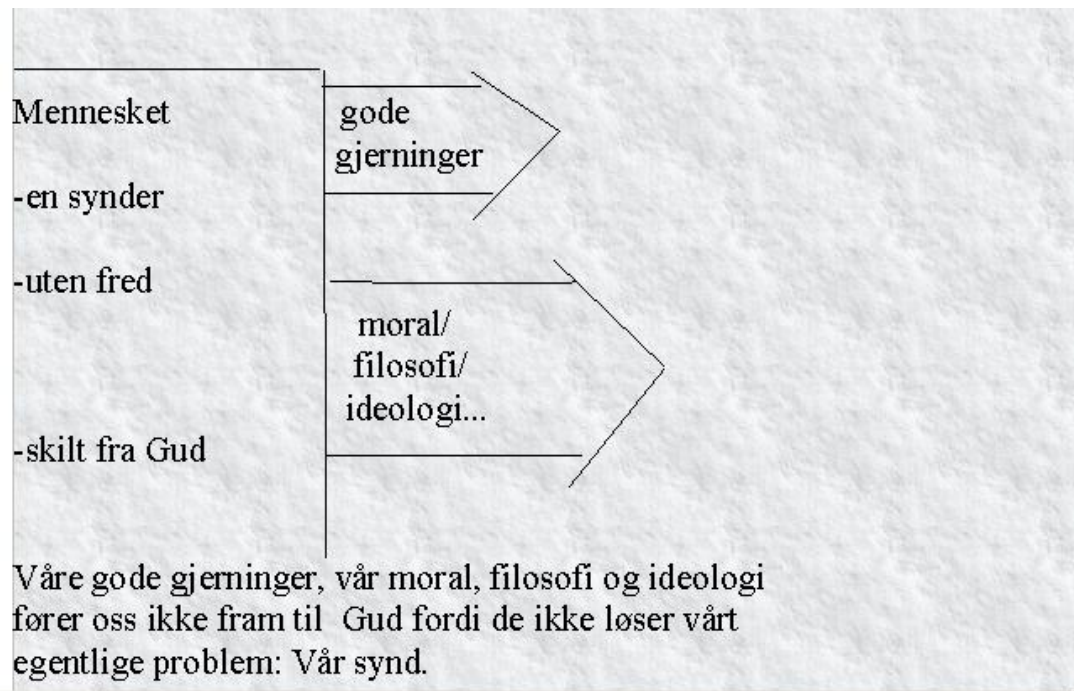 Mennesket
-en synder
-uten fred
-skilt fra Gud
gode
gjerninger
moral/
filosofi/
ideologi...
Våre gode gjerninger, vår moral, filosofi og ideologi
fører oss ikke fram til Gud fordi de ikke løser vårt
egentlige problem: Vår synd.